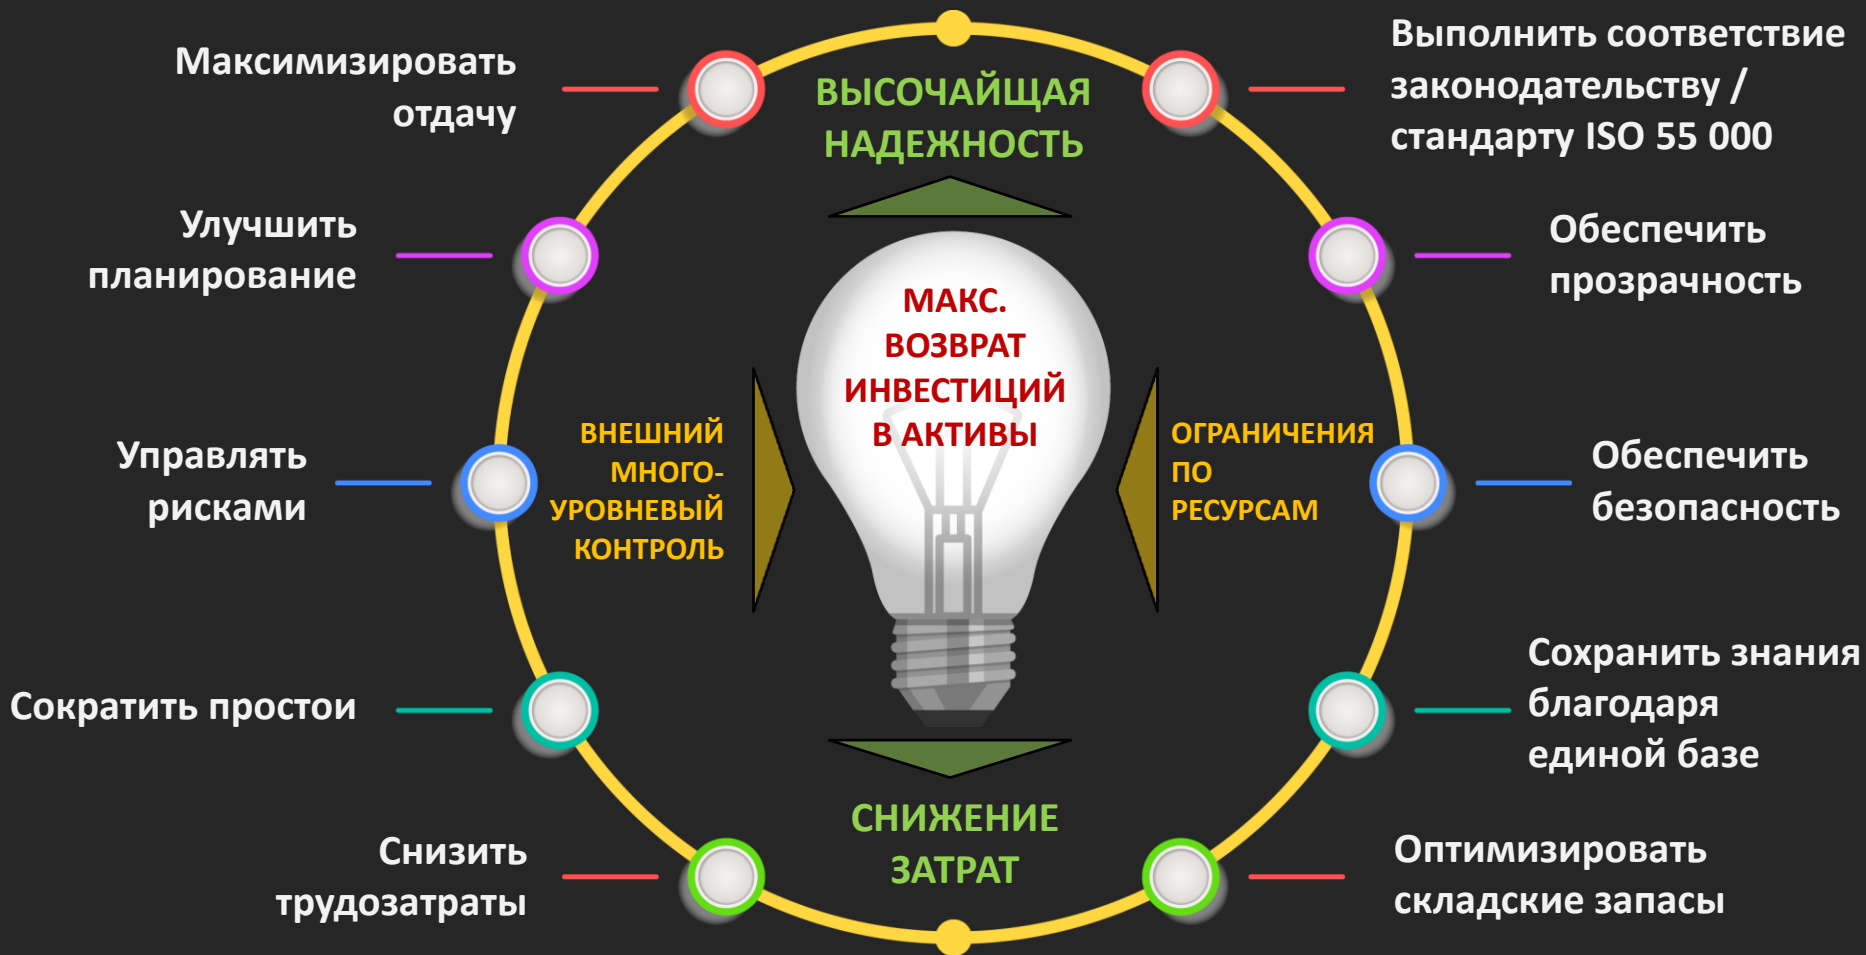 Максимизировать
отдачу
Улучшить
планирование
Управлять
рисками
Сократить простои
Снизить
трудозатраты
ВЫСОЧАЙЩАЯ
НАДЕЖНОСТЬ
МАКС.
ВОЗВРАТ
ИНВЕСТИЦИЙ
В АКТИВЫ
ВНЕШНИЙ
МНОГО-
УРОВНЕВЫЙ
КОНТРОЛЬ
ОГРАНИЧЕНИЯ
ПО
РЕСУРСАМ
СНИЖЕНИЕ
ЗАТРАТ
Выполнить соответствие
законодательству /
стандарту ISO 55 000
Обеспечить
прозрачность
Обеспечить
безопасность
Сохранить знания
благодаря
единой базе
Оптимизировать
складские запасы